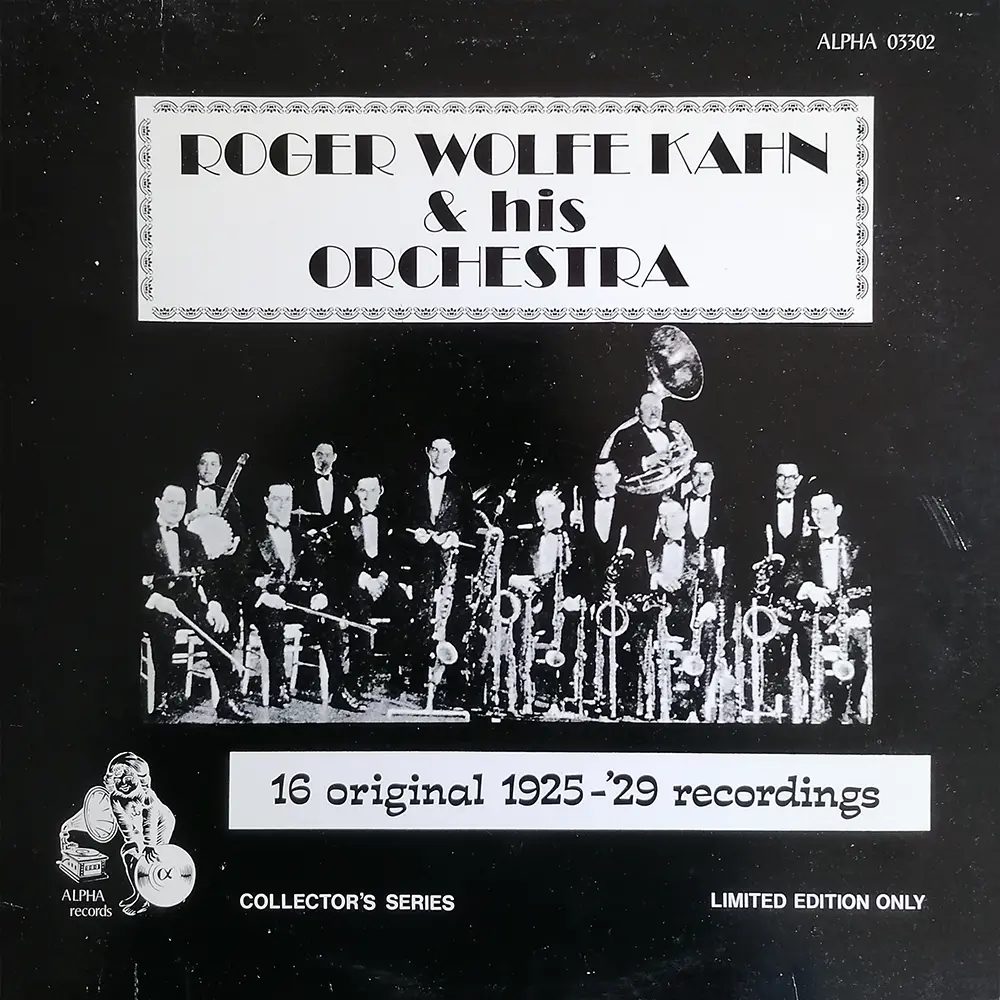 ALPHA 03302
ROGER WOLFE KAHN
& his
ORCHESTRA
16 original 1925-'29 recordings
α
ALPHA
records
COLLECTOR'S SERIES
LIMITED EDITION ONLY